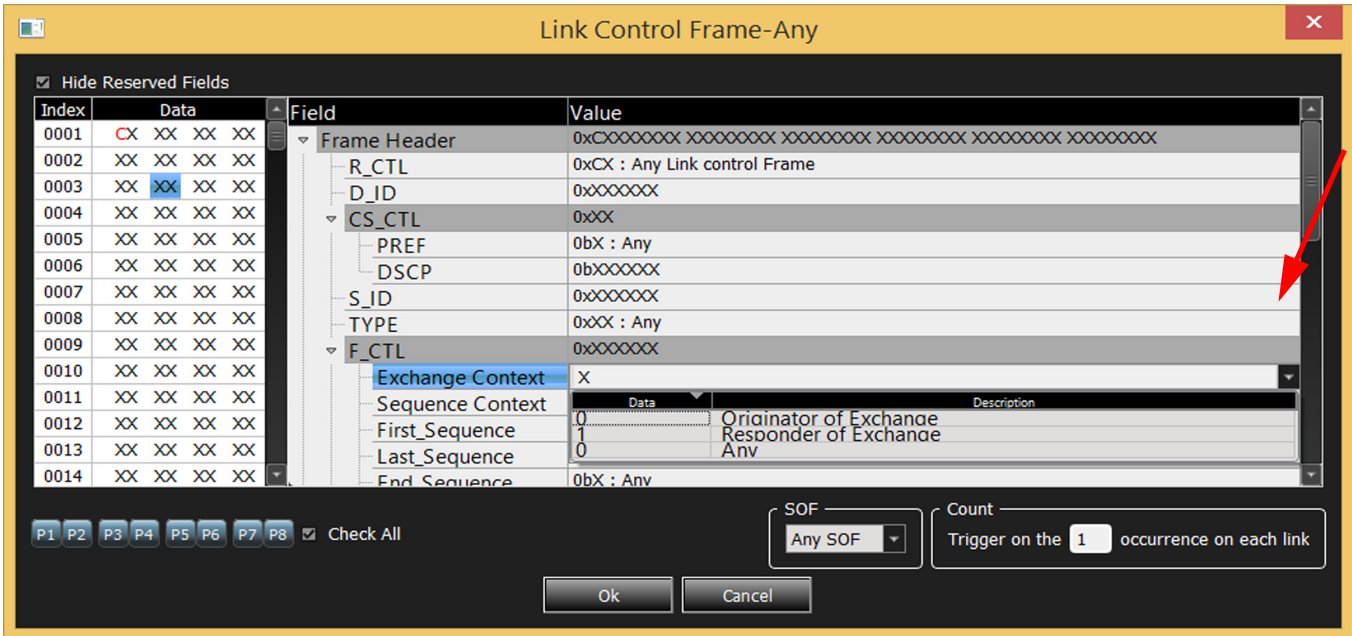 Link Control Frame-Any
Hide Reserved Fields
Index Data Field Value
0001 CX XX XX XX Frame Header 0xCXXXXXXX XXXXXXXX XXXXXXXX XXXXXXXX XXXXXXXX XXXXXXXX
0002 XX XX XX XX R_CTL 0xCX : Any Link control Frame
0003 XX XX XX XX D_ID 0xXXXXXX
0004 XX XX XX XX CS_CTL 0xXX
0005 XX XX XX XX PREF 0bX : Any
0006 XX XX XX XX DSCP 0bXXXXXX
0007 XX XX XX XX S_ID 0xXXXXXX
0008 XX XX XX XX TYPE 0xXX : Any
0009 XX XX XX XX F_CTL 0xXXXXXX
0010 XX XX XX XX Exchange Context X
0011 XX XX XX XX Sequence Context Data Description
0 Originator of Exchange
0012 XX XX XX XX First_Sequence 1 Responder of Exchange
0013 XX XX XX XX Last_Sequence 0 Any
0014 XX XX XX XX End_Sequence 0bX : Any
P1 P2 P3 P4 P5 P6 P7 P8 Check All
SOF
Any SOF
Count
Trigger on the 1 occurrence on each link
Ok Cancel